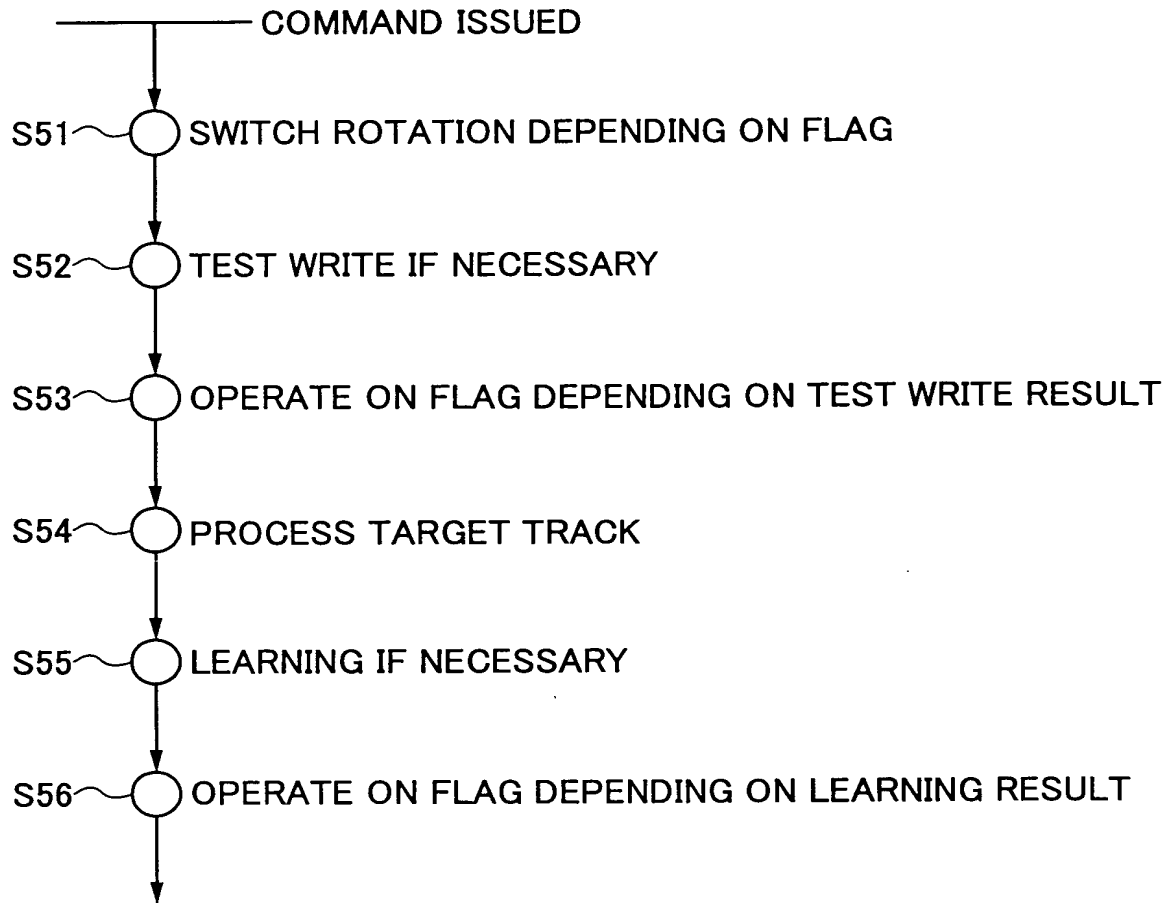 COMMAND ISSUED
S51 SWITCH ROTATION DEPENDING ON FLAG
S52 TEST WRITE IF NECESSARY
S53 OPERATE ON FLAG DEPENDING ON TEST WRITE RESULT
S54 PROCESS TARGET TRACK
S55 LEARNING IF NECESSARY
S56 OPERATE ON FLAG DEPENDING ON LEARNING RESULT